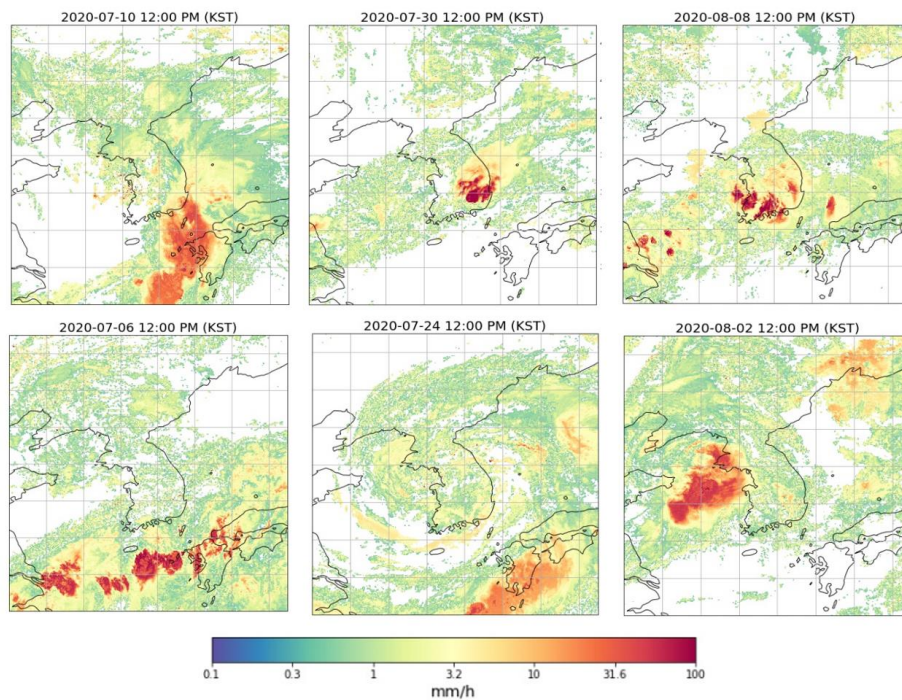 2020-07-10 12:00 PM (KST)
2020-07-30 12:00 PM (KST)
2020-08-08 12:00 PM (KST)
2020-07-06 12:00 PM (KST)
2020-07-24 12:00 PM (KST)
2020-08-02 12:00 PM (KST)
0.1 0.3 1 3.2 10 31.6 100
mm/h